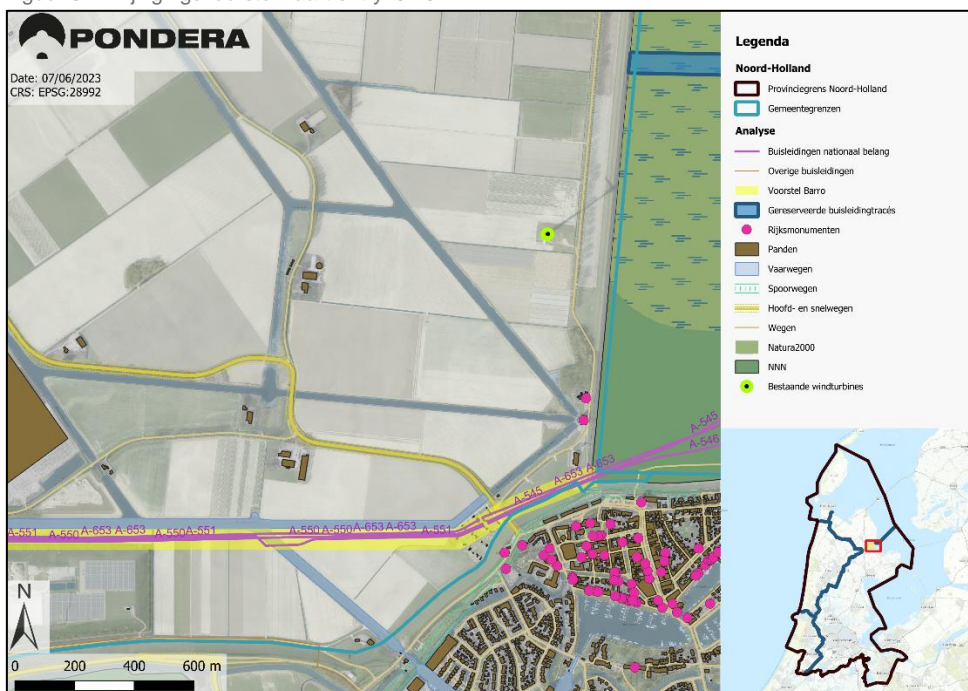 PONDERA
Date: 07/06/2023
CRS: EPSG:28992
A-551
A-550
A-653
A-653
A-550
A-551
A-550
A-550
A-653
A-653
A-551
A-545
A-653
A-653
A-545
A-546
N
0 200 400 600 m
Legenda
Noord-Holland
Provinciegrens Noord-Holland
Gemeentegrenzen
Analyse
Buisleidingen nationaal belang
Overige buisleidingen
Voorstel Barro
Gereserveerde buisleidingtracés
Rijksmonumenten
Panden
Vaarwegen
Spoorwegen
Hoofd- en snelwegen
Wegen
Natura2000
NNN
Bestaande windturbines